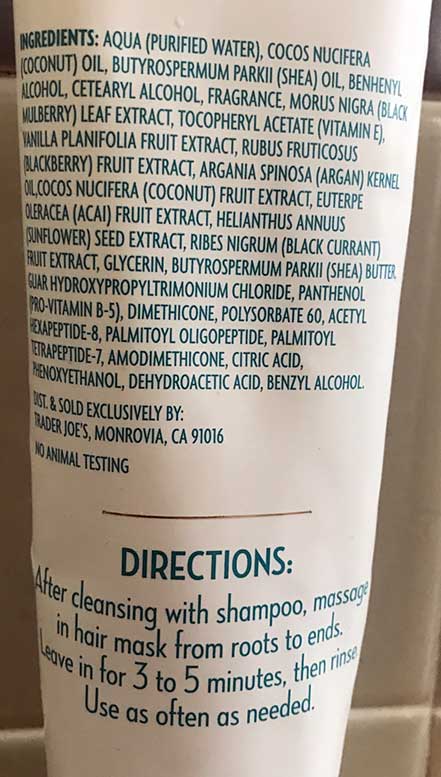 INGREDIENTS: AQUA (PURIFIED WATER), COCOS NUCIFERA
(COCONUT) OIL, BUTYROSPERMUM PARKII (SHEA) OIL, BENHENYL
ALCOHOL, CETEARYL ALCOHOL, FRAGRANCE, MORUS NIGRA (BLACK
MULBERRY) LEAF EXTRACT, TOCOPHERYL ACETATE (VITAMIN E),
VANILLA PLANIFOLIA FRUIT EXTRACT, RUBUS FRUTICOSUS
(BLACKBERRY) FRUIT EXTRACT, ARGANIA SPINOSA (ARGAN) KERNEL
OIL,COCOS NUCIFERA (COCONUT) FRUIT EXTRACT, EUTERPE
OLERACEA (ACAI) FRUIT EXTRACT, HELIANTHUS ANNUUS
(SUNFLOWER) SEED EXTRACT, RIBES NIGRUM (BLACK CURRANT)
FRUIT EXTRACT, GLYCERIN, BUTYROSPERMUM PARKII (SHEA) BUTTER,
GUAR HYDROXYPROPYLTRIMONIUM CHLORIDE, PANTHENOL
(PRO-VITAMIN B-5), DIMETHICONE, POLYSORBATE 60, ACETYL
HEXAPEPTIDE-8, PALMITOYL OLIGOPEPTIDE, PALMITOYL
TETRAPEPTIDE-7, AMODIMETHICONE, CITRIC ACID,
PHENOXYETHANOL, DEHYDROACETIC ACID, BENZYL ALCOHOL.
DIST. & SOLD EXCLUSIVELY BY:
TRADER JOE'S, MONROVIA, CA 91016
NO ANIMAL TESTING
DIRECTIONS:
After cleansing with shampoo, massage
in hair mask from roots to ends.
Leave in for 3 to 5 minutes, then rinse.
Use as often as needed.